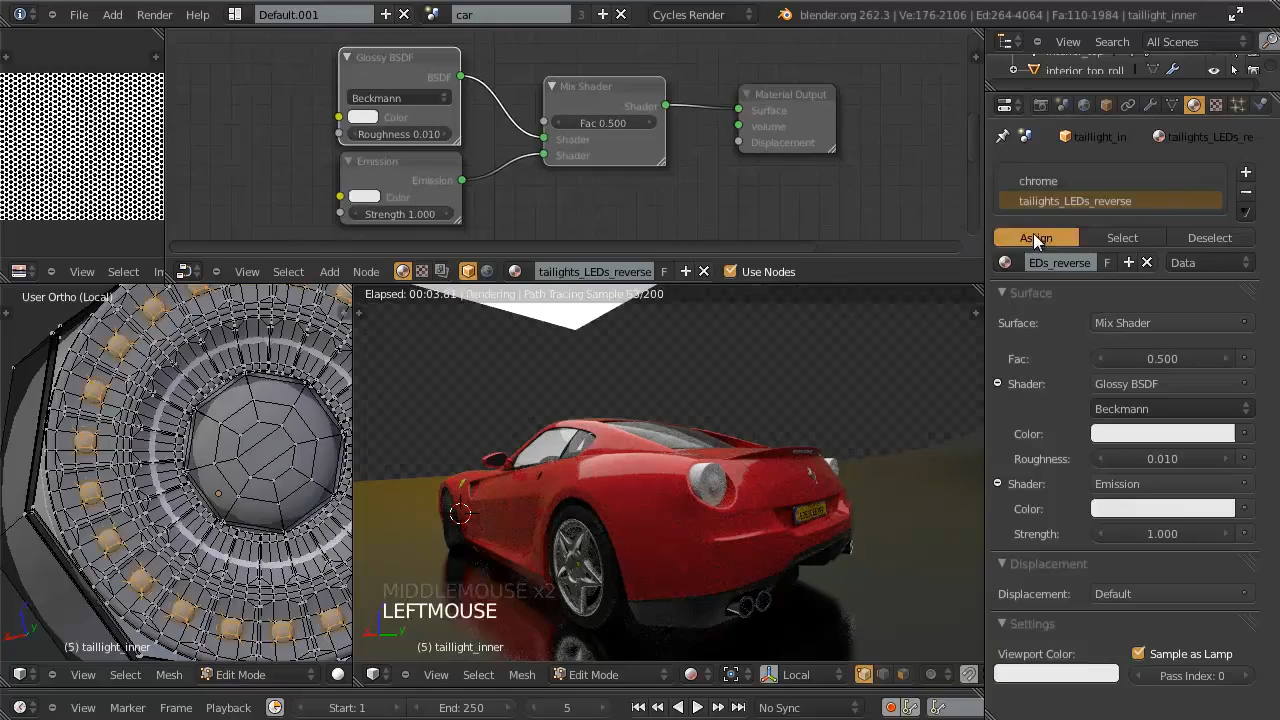 File Add Render Help Default.001 car 3 Cycles Render blender.org 262.3 | Ve:176-2106 | Ed:264-4064 | Fa:110-1984 | taillight_inner
View Search All Scenes
interior_top_roll
Glossy BSDF
BSDF
Beckmann
Color
Roughness 0.010
Emission
Emission
Color
Strength 1.000
Mix Shader
Shader
Fac 0.500
Shader
Shader
Material Output
Surface
Volume
Displacement
taillight_in tailights_LEDs_re
chrome
tailights_LEDs_reverse
Assign Select Deselect
EDs_reverse F Data
View Select In View Select Add Node tailights_LEDs_reverse F Use Nodes
Surface
Surface: Mix Shader
Fac: 0.500
Shader: Glossy BSDF
Beckmann
Color:
Roughness: 0.010
Shader: Emission
Color:
Strength: 1.000
Displacement
Displacement: Default
Settings
Viewport Color: Sample as Lamp
Pass Index: 0
User Ortho (Local)
(5) taillight_inner
View Select Mesh Edit Mode
Elapsed: 00:03.61 | Rendering | Path Tracing Sample 63/200
MIDDLEMOUSE x2
LEFTMOUSE
(5) taillight_inner
View Select Mesh Edit Mode Local
View Marker Frame Playback Start: 1 End: 250 5 No Sync